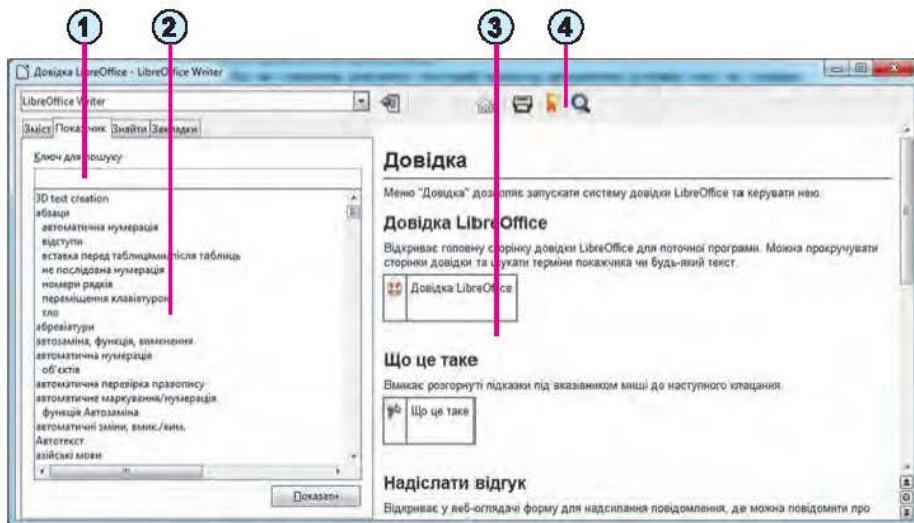 1 2 3 4
Довідка LibreOffice - LibreOffice Writer
LibreOffice Writer
Зміст Покажчик Знайти Закладки
Ключ для пошуку
3D text creation
абзаци
автоматична нумерація
відступи
вставка перед таблицями/після таблиць
не послідовна нумерація
номери рядків
переміщення клавіатурою
тло
абревіатури
автозаміна, функція, вимкнення
автоматична нумерація
об'єктів
автоматична перевірка правопису
автоматичне маркування/нумерація
функція Автозаміна
автоматичні зміни, вмик./вим.
Автотекст
азійські мови
Показати
Довідка
Меню "Довідка" дозволяє запускати систему довідки LibreOffice та керувати нею.
Довідка LibreOffice
Відкриває головну сторінку довідки LibreOffice для поточної програми. Можна прокручувати
сторінки довідки та шукати терміни покажчика чи будь-який текст.
Довідка LibreOffice
Що це таке
Вмикає розгорнуті підказки під вказівником миші до наступного клацання.
Що це таке
Надіслати відгук
Відкриває у веб-оглядачі форму для надсилання повідомлення, де можна повідомити про